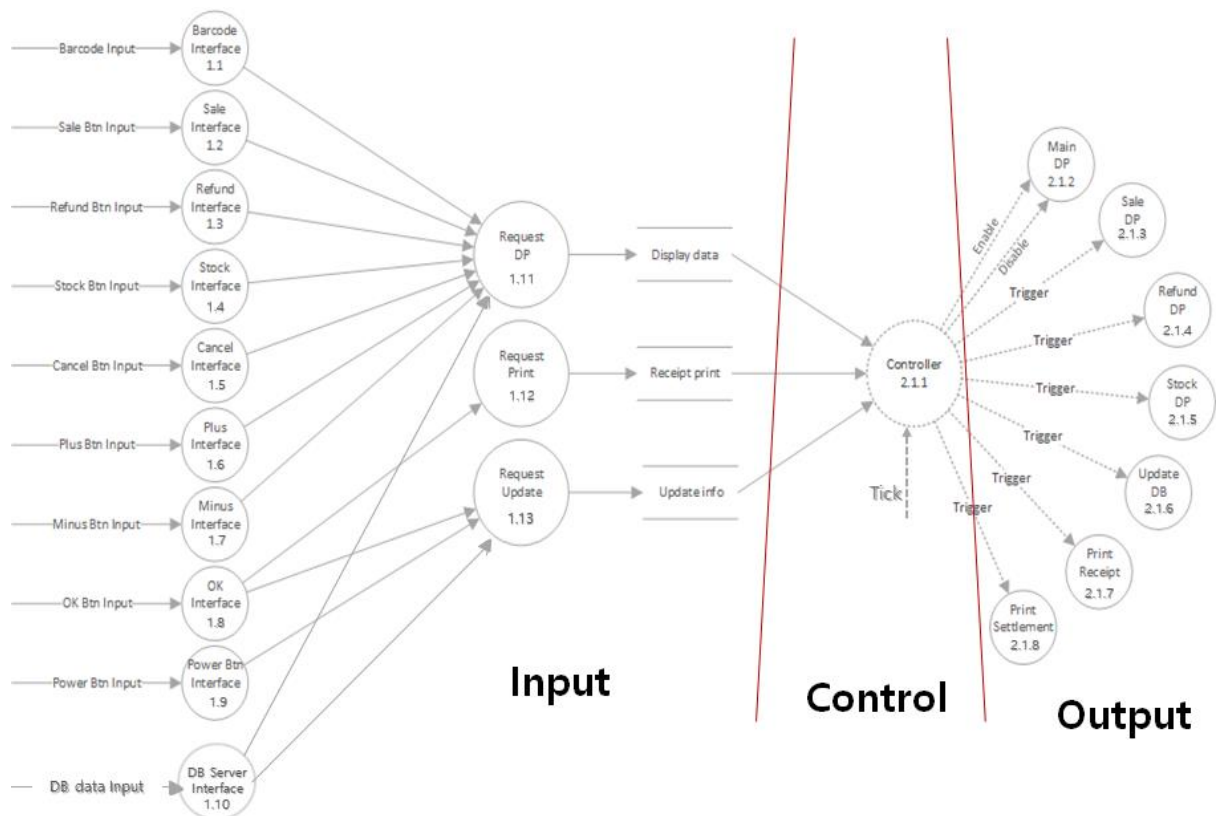 Barcode Input
Barcode
Interface
1.1
Sale Btn Input
Sale
Interface
1.2
Refund Btn Input
Refund
Interface
1.3
Stock Btn Input
Stock
Interface
1.4
Cancel Btn Input
Cancel
Interface
1.5
Plus Btn Input
Plus
Interface
1.6
Minus Btn Input
Minus
Interface
1.7
OK Btn Input
OK
Interface
1.8
Power Btn Input
Power Btn
Interface
1.9
DB data Input
DB Server
Interface
1.10
Request
DP
1.11
Request
Print
1.12
Request
Update
1.13
Display data
Receipt print
Update info
Controller
2.1.1
Tick
Enable
Disable
Trigger
Trigger
Trigger
Trigger
Trigger
Trigger
Main
DP
2.1.2
Sale
DP
2.1.3
Refund
DP
2.1.4
Stock
DP
2.1.5
Update
DB
2.1.6
Print
Receipt
2.1.7
Print
Settlement
2.1.8
Input
Control
Output